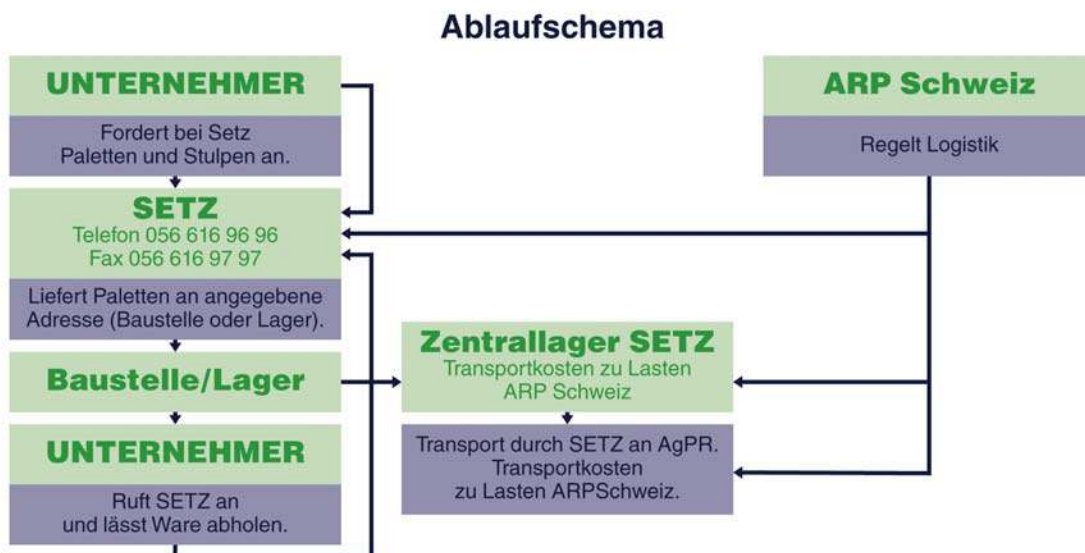 Ablaufschema
UNTERNEHMER
Fordert bei Setz
Paletten und Stulpen an.
SETZ
Telefon 056 616 96 96
Fax 056 616 97 97
Liefert Paletten an angegebene
Adresse (Baustelle oder Lager).
Baustelle/Lager
UNTERNEHMER
Ruft SETZ an
und lässt Ware abholen.
Zentrallager SETZ
Transportkosten zu Lasten
ARP Schweiz
Transport durch SETZ an AgPR.
Transportkosten
zu Lasten ARPSchweiz.
ARP Schweiz
Regelt Logistik